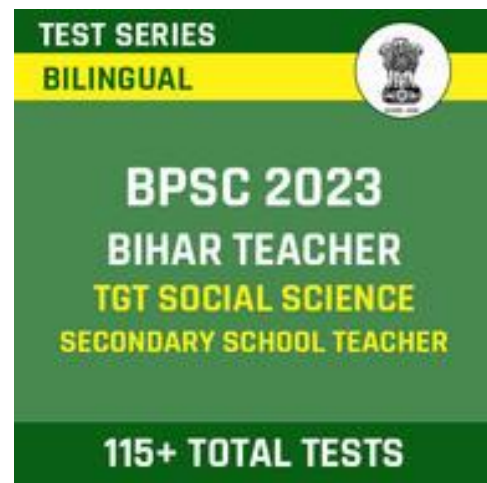 TEST SERIES
BILINGUAL
BPSC 2023
BIHAR TEACHER
TGT SOCIAL SCIENCE
SECONDARY SCHOOL TEACHER
115+ TOTAL TESTS